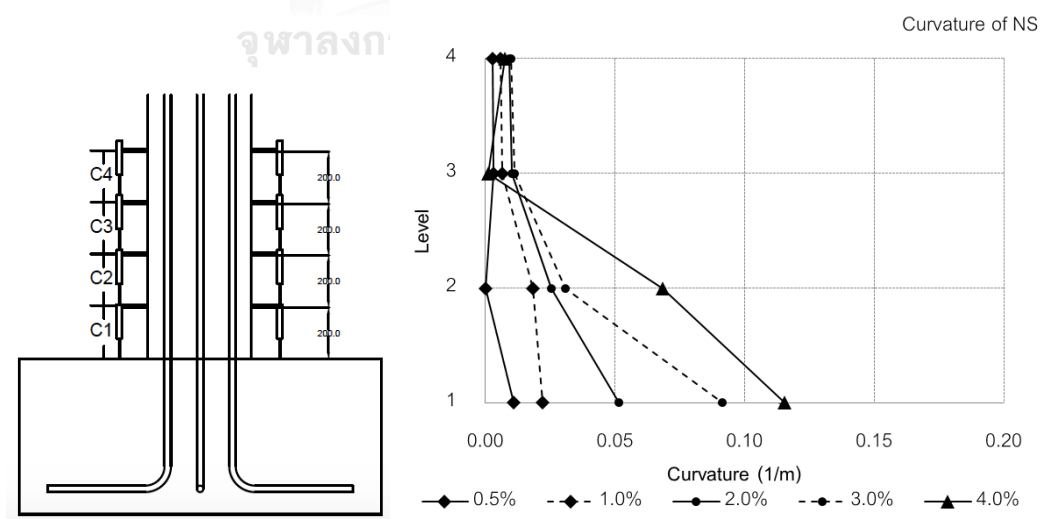 จุฬาลงก
C4
C3
C2
C1
200.0
200.0
200.0
200.0
Curvature of NS
Level
4
3
2
1
0.00 0.05 0.10 0.15 0.20
Curvature (1/m)
0.5% 1.0% 2.0% 3.0% 4.0%